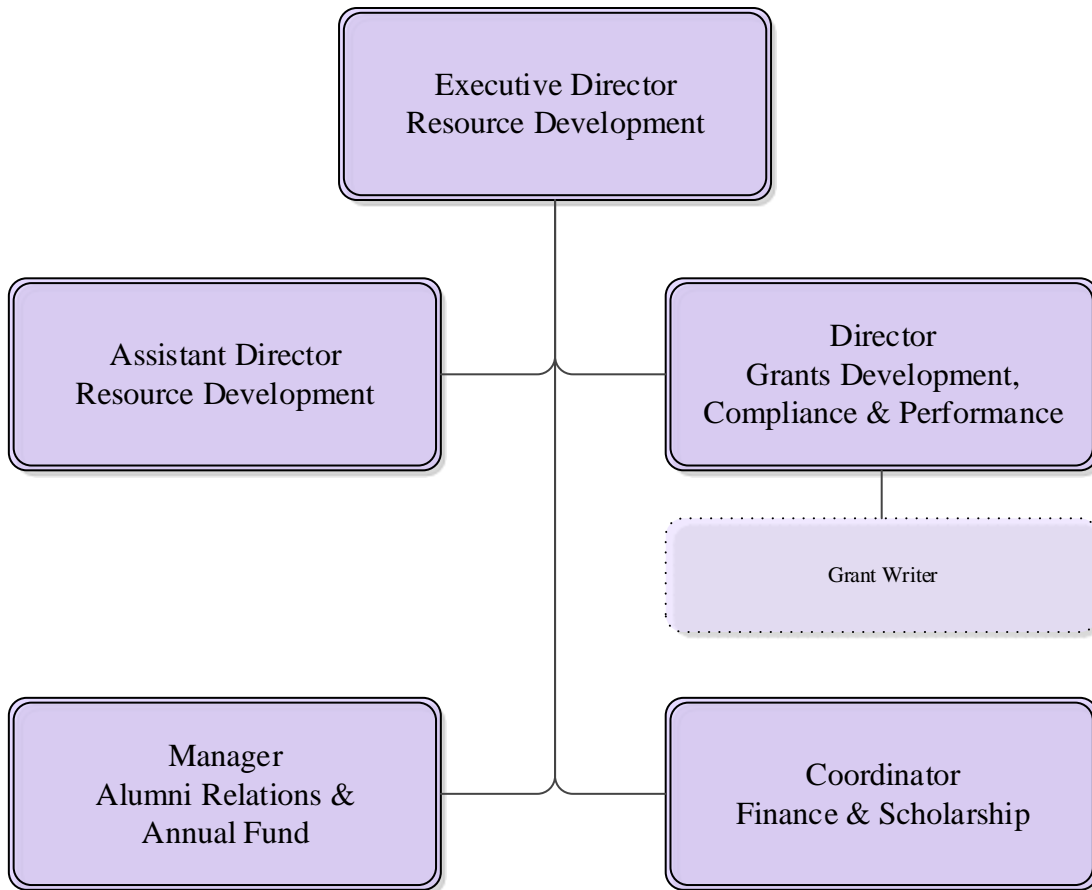 Executive Director
Resource Development
Assistant Director
Resource Development
Director
Grants Development,
Compliance & Performance
Grant Writer
Manager
Alumni Relations &
Annual Fund
Coordinator
Finance & Scholarship